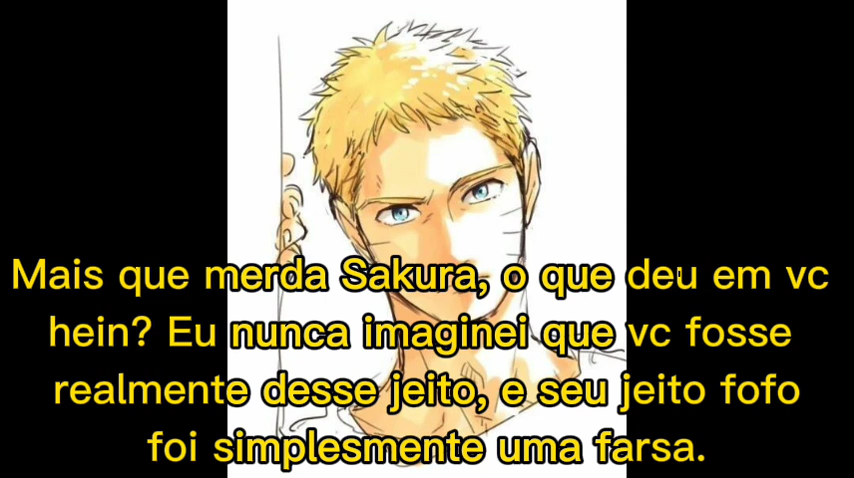 Mais que merda Sakura, o que deu em vc
hein? Eu nunca imaginei que vc fosse
realmente desse jeito, e seu jeito fofo
foi simplesmente uma farsa.